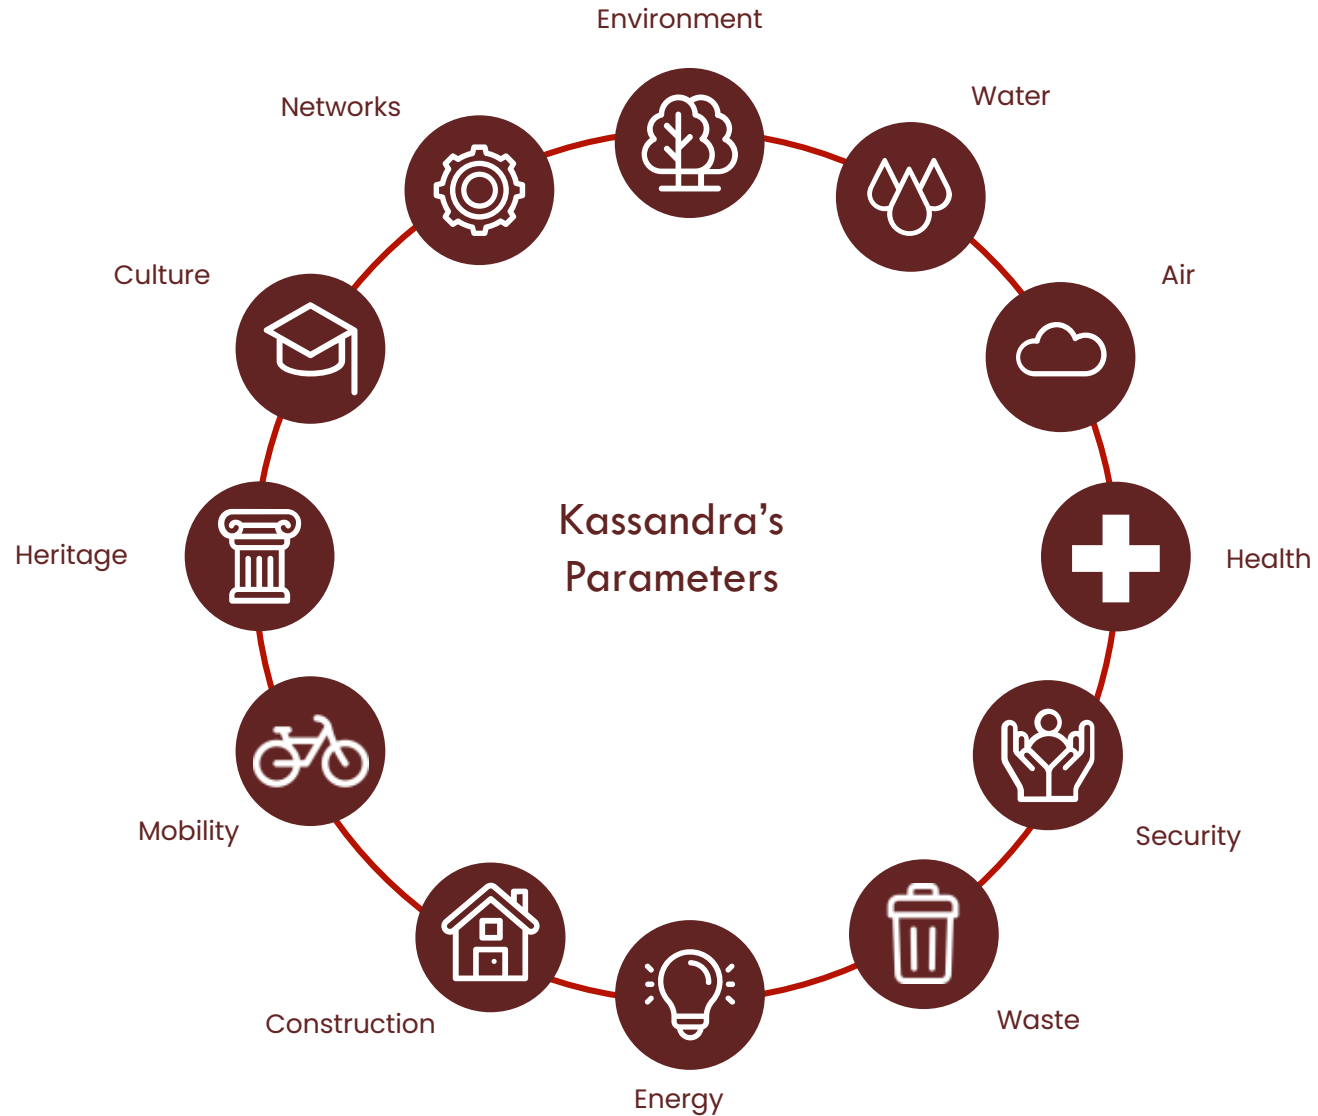 Environment
Water
Networks
Air
Culture
Kassandra’s
Parameters
Heritage
Health
Mobility
Security
Construction
Waste
Energy